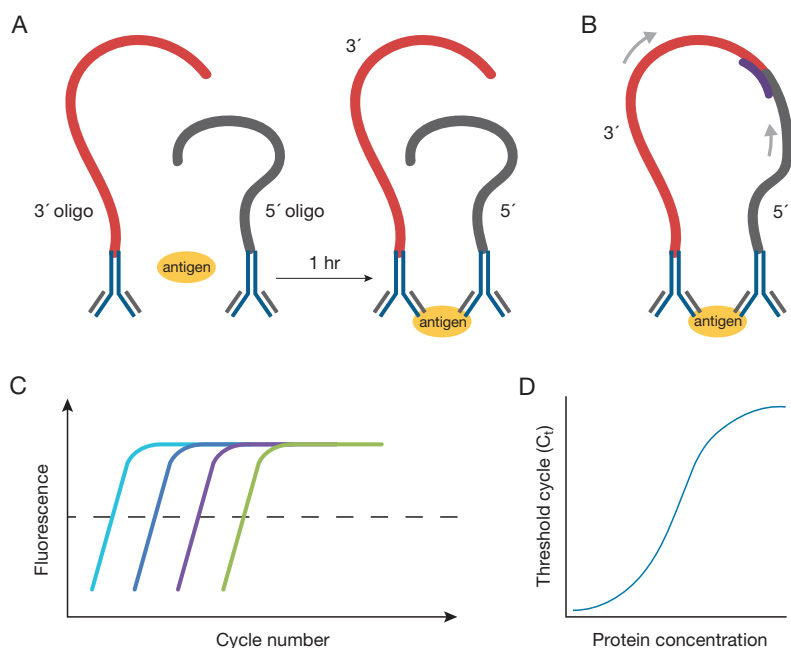 A
3´ oligo
5´ oligo
antigen
1 hr
3´
5´
antigen
B
3´
5´
antigen
C
Fluorescence
Cycle number
D
Threshold cycle (Ct)
Protein concentration